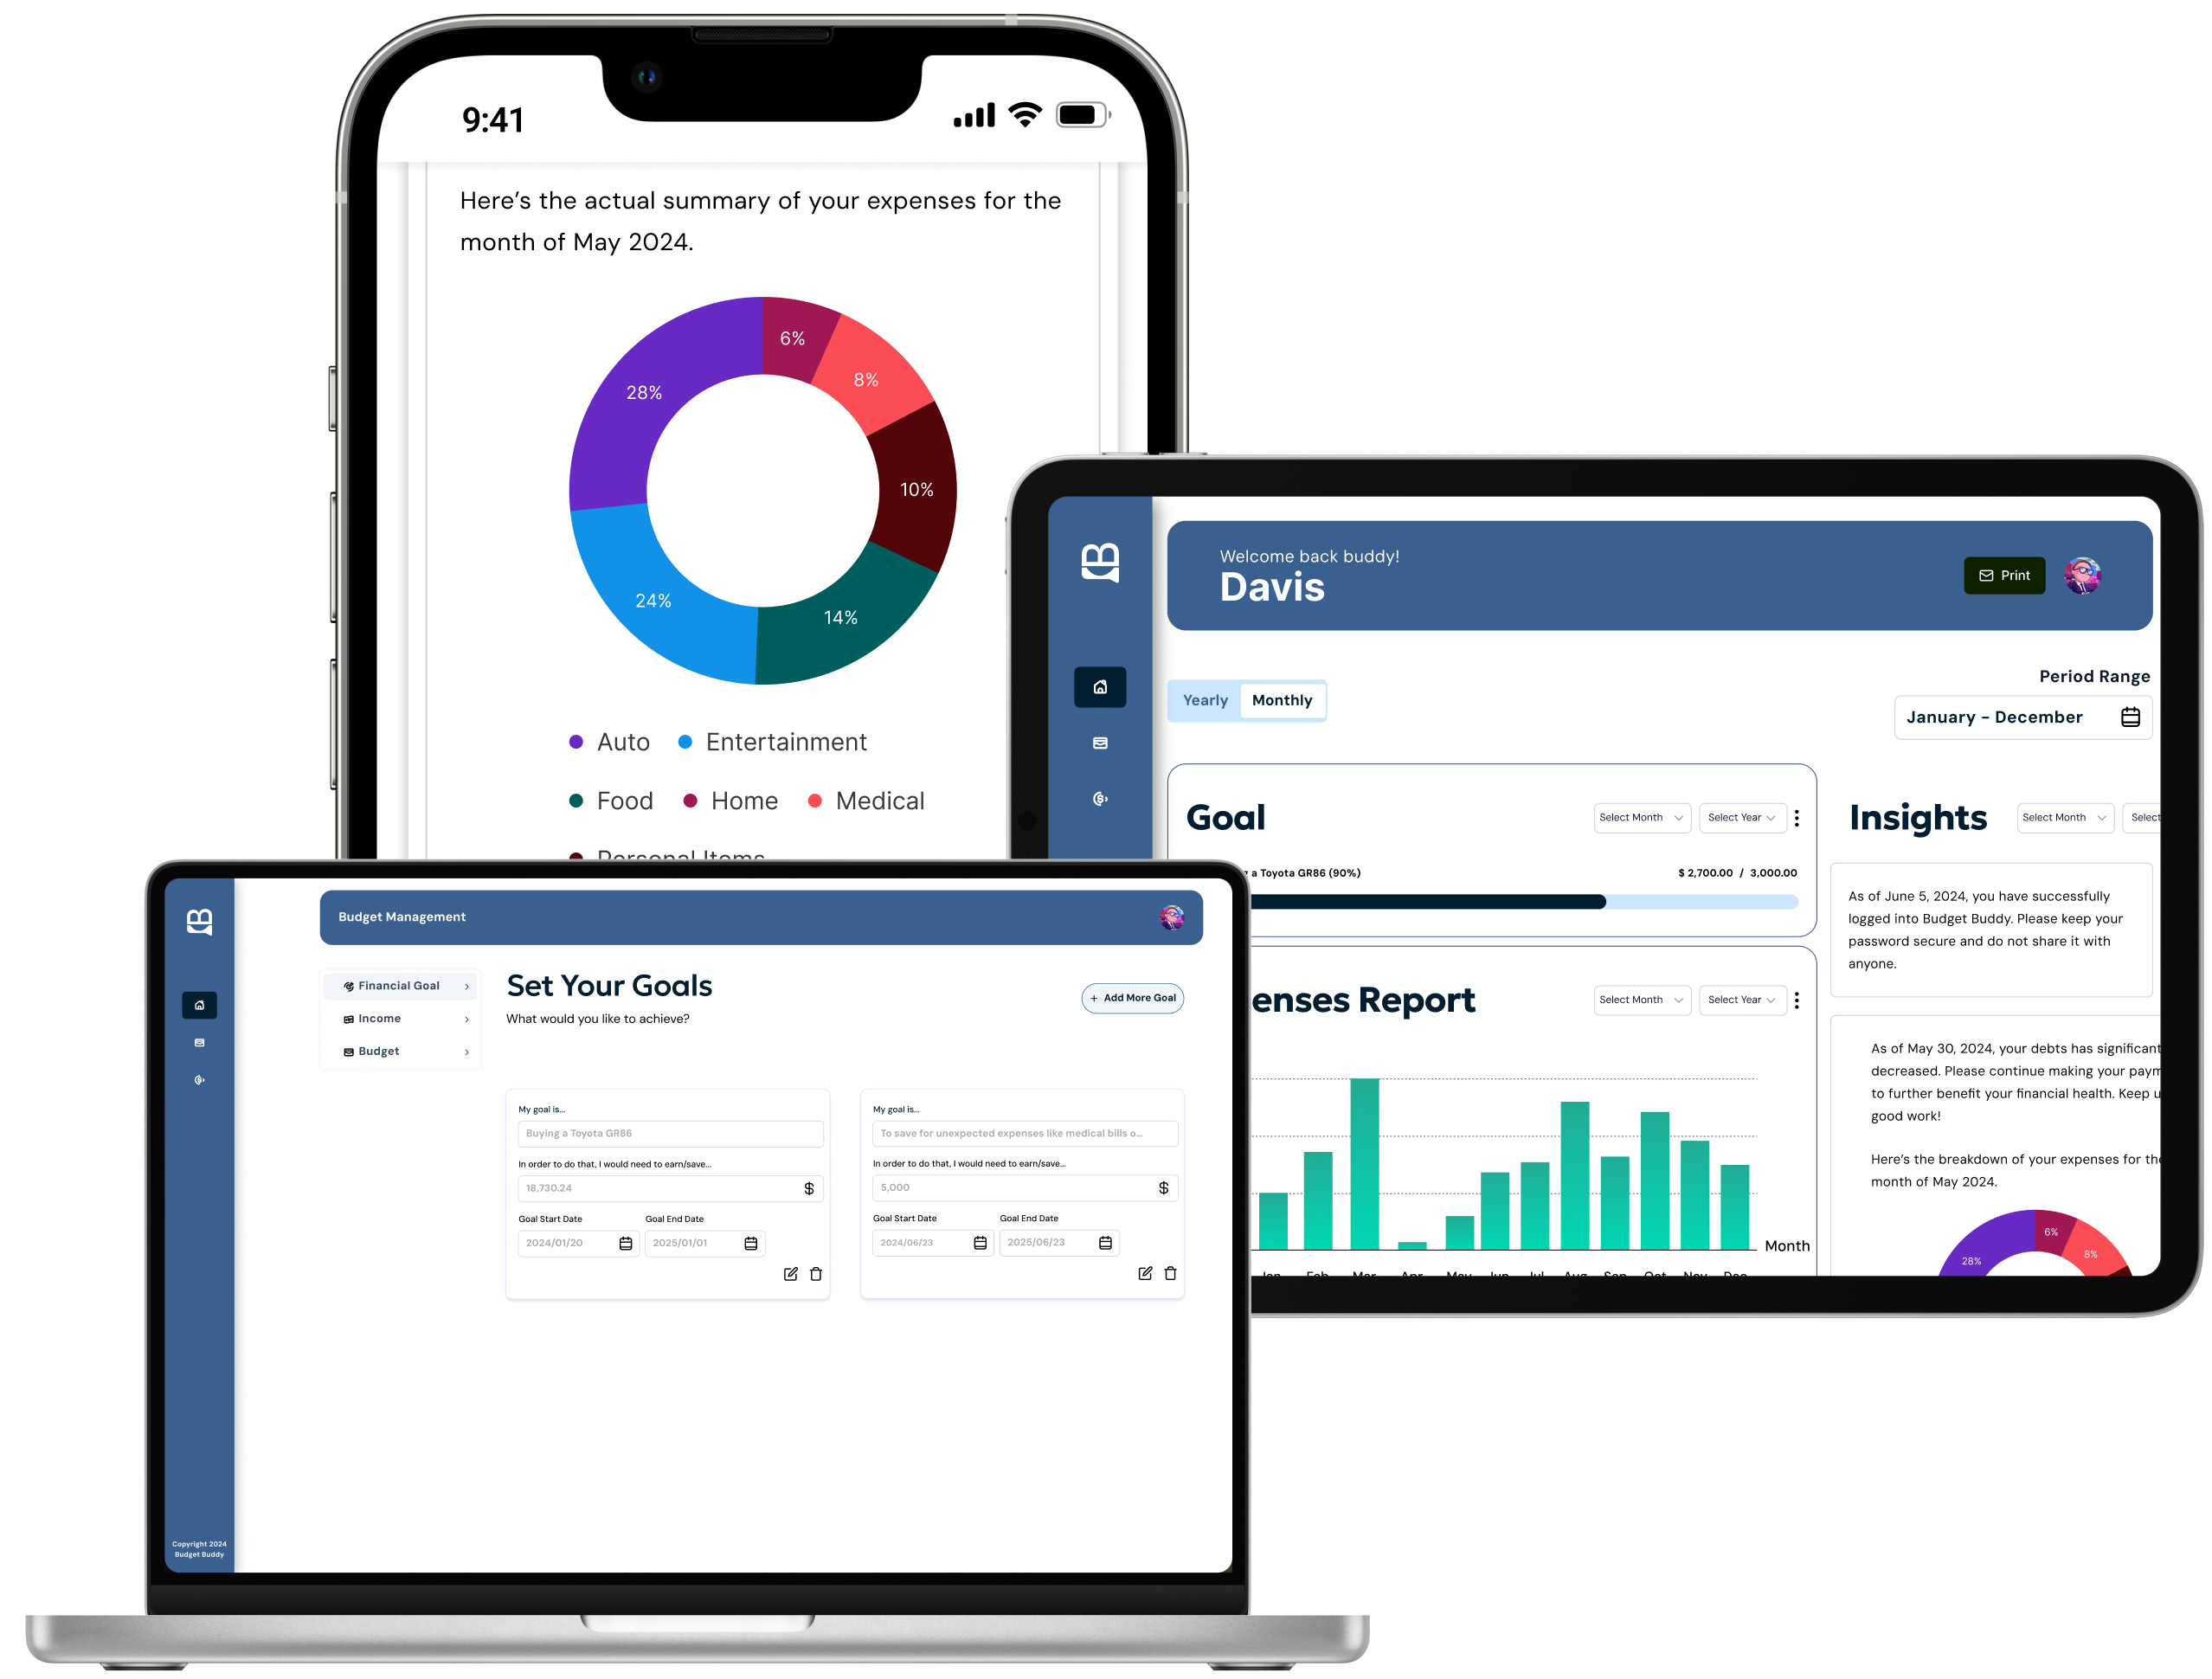 9:41
Here's the actual summary of your expenses for the
month of May 2024.
6%
8%
28%
10%
24%
14%
Auto
Entertainment
Food
Home
Medical
Personal Items
Welcome back buddy!
Davis
Print
Yearly
Monthly
Period Range
January - December
Goal
Select Month
Select Year
a Toyota GR86 (90%)
$ 2,700.00 / 3,000.00
enses Report
Select Month
Select Year
Month
Jan Feb Mar Apr May Jun Jul Aug Sep Oct Nov Dec
Insights
Select Month
Select
As of June 5, 2024, you have successfully
logged into Budget Buddy. Please keep your
password secure and do not share it with
anyone.
As of May 30, 2024, your debts has significant
decreased. Please continue making your paym
to further benefit your financial health. Keep u
good work!
Here's the breakdown of your expenses for th
month of May 2024.
6%
8%
28%
Budget Management
Financial Goal
Income
Budget
Set Your Goals
What would you like to achieve?
+ Add More Goal
My goal is...
Buying a Toyota GR86
In order to do that, I would need to earn/save...
18,730.24 $
Goal Start Date Goal End Date
2024/01/20 2025/01/01
My goal is...
To save for unexpected expenses like medical bills o...
In order to do that, I would need to earn/save...
5,000 $
Goal Start Date Goal End Date
2024/06/23 2025/06/23
Copyright 2024
Budget Buddy